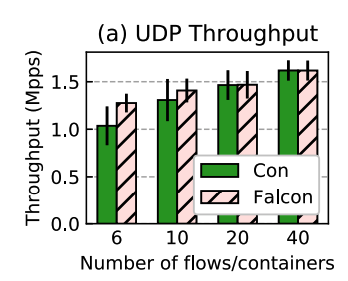 (a) UDP Throughput
Throughput (Mpps)
1.5
1.0
0.5
0.0
Con
Falcon
6 10 20 40
Number of flows/containers